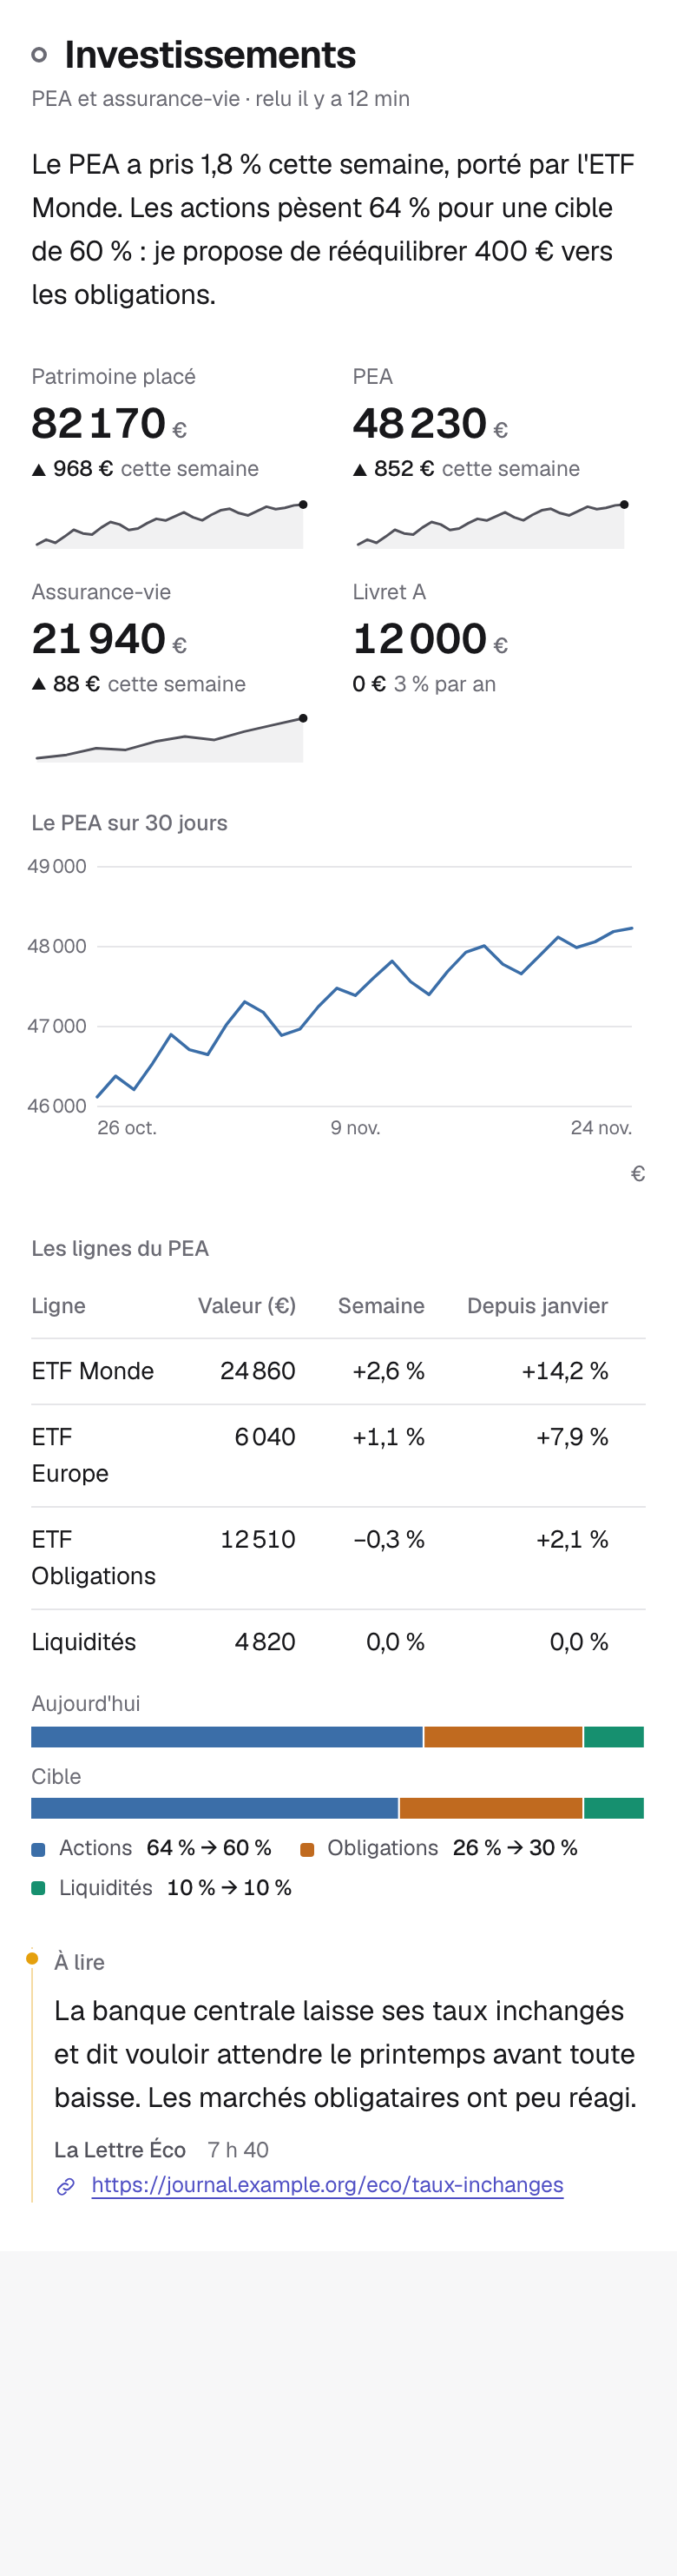 Investissements
PEA et assurance-vie · relu il y a 12 min
Le PEA a pris 1,8 % cette semaine, porté par l'ETF
Monde. Les actions pèsent 64 % pour une cible
de 60 % : je propose de rééquilibrer 400 € vers
les obligations.
Patrimoine placé
82 170 €
▲ 968 € cette semaine
PEA
48 230 €
▲ 852 € cette semaine
Assurance-vie
21 940 €
▲ 88 € cette semaine
Livret A
12 000 €
0 € 3 % par an
Le PEA sur 30 jours
49 000
48 000
47 000
46 000
26 oct. 9 nov. 24 nov.
€
Les lignes du PEA
Ligne Valeur (€) Semaine Depuis janvier
ETF Monde 24 860 +2,6 % +14,2 %
ETF 6 040 +1,1 % +7,9 %
Europe
ETF 12 510 −0,3 % +2,1 %
Obligations
Liquidités 4 820 0,0 % 0,0 %
Aujourd'hui
Cible
Actions 64 % → 60 % Obligations 26 % → 30 %
Liquidités 10 % → 10 %
À lire
La banque centrale laisse ses taux inchangés
et dit vouloir attendre le printemps avant toute
baisse. Les marchés obligataires ont peu réagi.
La Lettre Éco 7 h 40
https://journal.example.org/eco/taux-inchanges